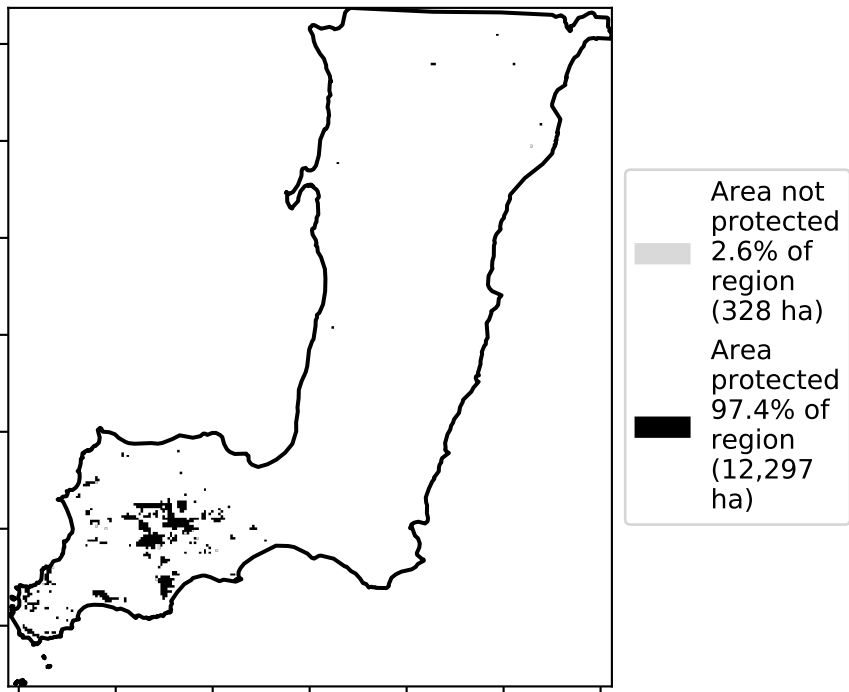 Area not
protected
2.6% of
region
(328 ha)
Area
protected
97.4% of
region
(12,297
ha)